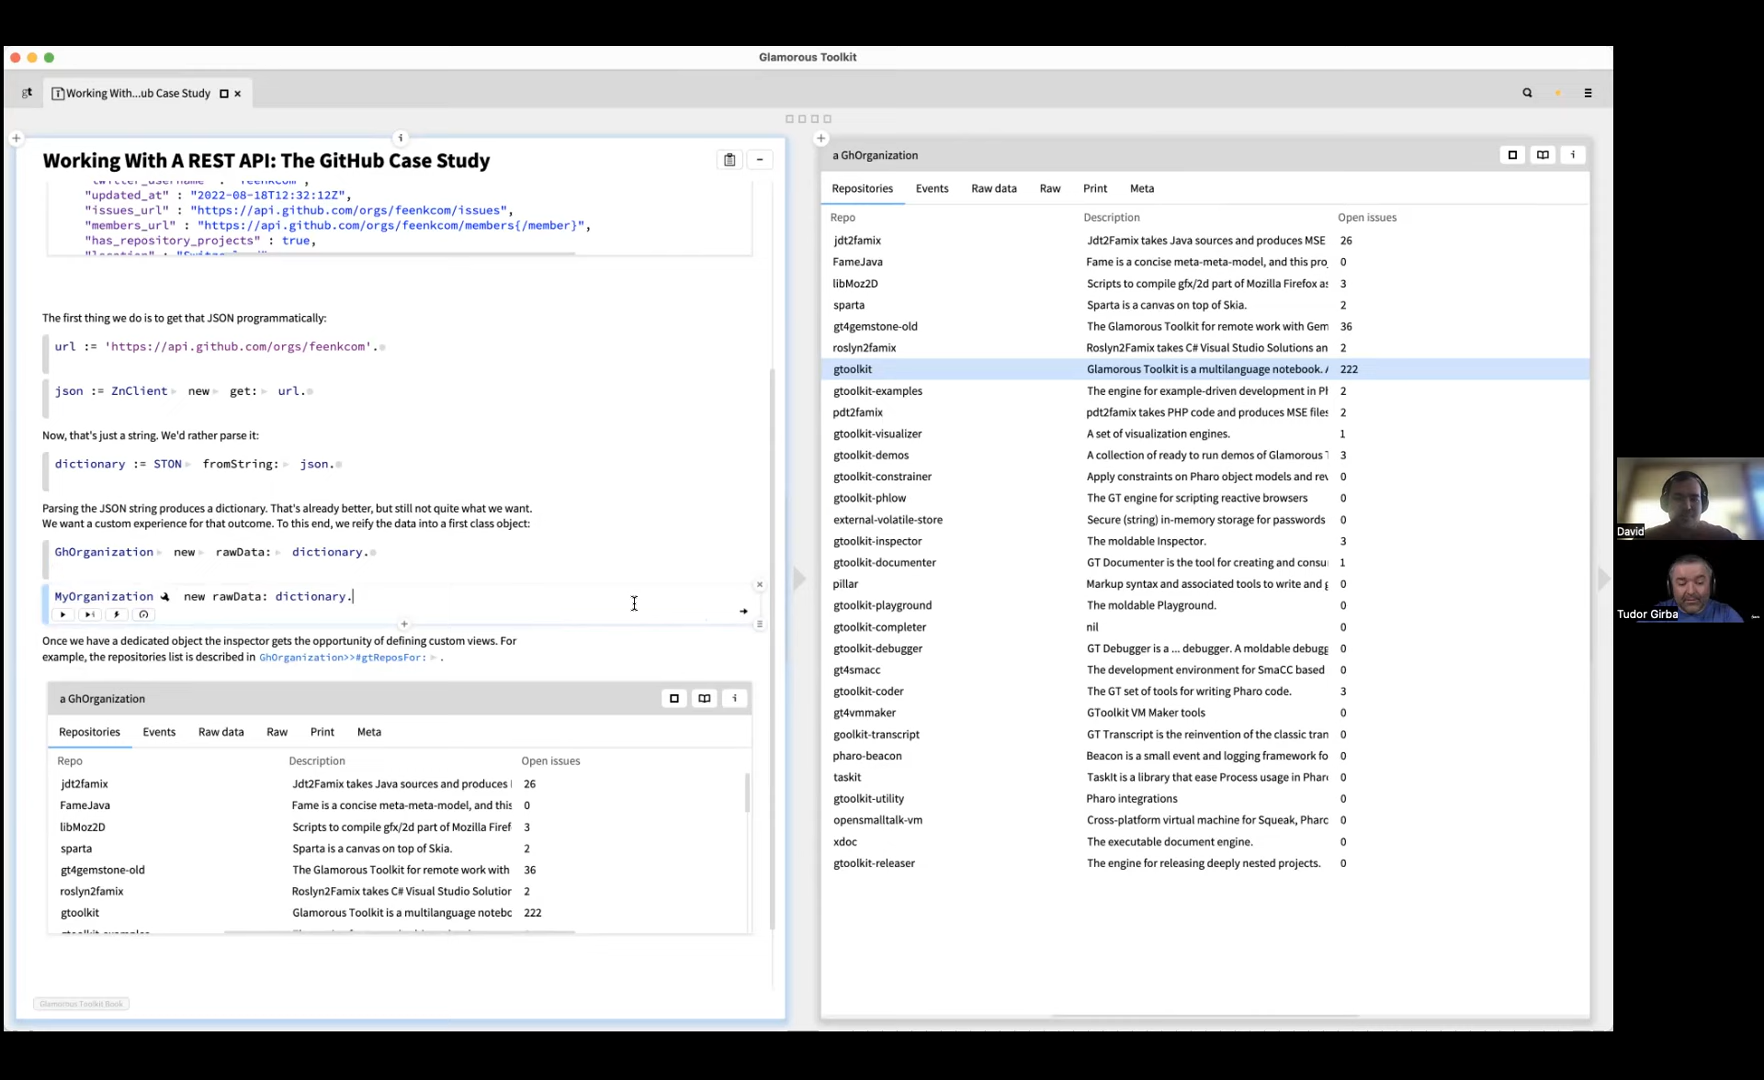 Glamorous Toolkit
gt
Working With...ub Case Study
Working With A REST API: The GitHub Case Study
"updated_at" : "2022-08-18T12:32:12Z",
"issues_url" : "https://api.github.com/orgs/feenkcom/issues",
"members_url" : "https://api.github.com/orgs/feenkcom/members{/member}",
"has_repository_projects" : true,
The first thing we do is to get that JSON programmatically:
url := 'https://api.github.com/orgs/feenkcom'.
json := ZnClient new get: url.
Now, that's just a string. We'd rather parse it:
dictionary := STON fromString: json.
Parsing the JSON string produces a dictionary. That's already better, but still not quite what we want.
We want a custom experience for that outcome. To this end, we reify the data into a first class object:
GhOrganization new rawData: dictionary.
MyOrganization new rawData: dictionary.
Once we have a dedicated object the inspector gets the opportunity of defining custom views. For
example, the repositories list is described in GhOrganization>>#gtReposFor: .
a GhOrganization
Repositories Events Raw data Raw Print Meta
Repo Description Open issues
jdt2famix Jdt2Famix takes Java sources and produces 26
FameJava Fame is a concise meta-meta-model, and this 0
libMoz2D Scripts to compile gfx/2d part of Mozilla Firef 3
sparta Sparta is a canvas on top of Skia. 2
gt4gemstone-old The Glamorous Toolkit for remote work with 36
roslyn2famix Roslyn2Famix takes C# Visual Studio Solutior 2
gtoolkit Glamorous Toolkit is a multilanguage notebo 222
Glamorous Toolkit Book
a GhOrganization
Repositories Events Raw data Raw Print Meta
Repo Description Open issues
jdt2famix Jdt2Famix takes Java sources and produces MSE 26
FameJava Fame is a concise meta-meta-model, and this pro 0
libMoz2D Scripts to compile gfx/2d part of Mozilla Firefox as 3
sparta Sparta is a canvas on top of Skia. 2
gt4gemstone-old The Glamorous Toolkit for remote work with Gem 36
roslyn2famix Roslyn2Famix takes C# Visual Studio Solutions an 2
gtoolkit Glamorous Toolkit is a multilanguage notebook. 222
gtoolkit-examples The engine for example-driven development in Ph 2
pdt2famix pdt2famix takes PHP code and produces MSE files 2
gtoolkit-visualizer A set of visualization engines. 1
gtoolkit-demos A collection of ready to run demos of Glamorous 3
gtoolkit-constrainer Apply constraints on Pharo object models and rev 0
gtoolkit-phlow The GT engine for scripting reactive browsers 0
external-volatile-store Secure (string) in-memory storage for passwords 0
gtoolkit-inspector The moldable Inspector. 3
gtoolkit-documenter GT Documenter is the tool for creating and consu 1
pillar Markup syntax and associated tools to write and 0
gtoolkit-playground The moldable Playground. 0
gtoolkit-completer nil 0
gtoolkit-debugger GT Debugger is a ... debugger. A moldable debugg 0
gt4smacc The development environment for SmaCC based 0
gtoolkit-coder The GT set of tools for writing Pharo code. 3
gt4vmmaker GToolkit VM Maker tools 0
goolkit-transcript GT Transcript is the reinvention of the classic tran 0
pharo-beacon Beacon is a small event and logging framework fo 0
taskit TaskIt is a library that ease Process usage in Pharo 0
gtoolkit-utility Pharo integrations 0
opensmalltalk-vm Cross-platform virtual machine for Squeak, Pharo 0
xdoc The executable document engine. 0
gtoolkit-releaser The engine for releasing deeply nested projects. 0
David
Tudor Girba